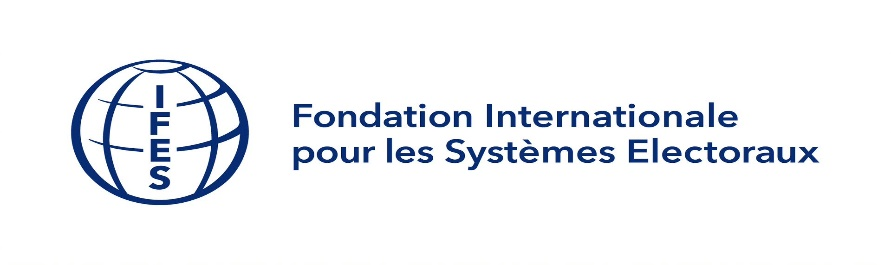 IFES
Fondation Internationale
pour les Systèmes Electoraux